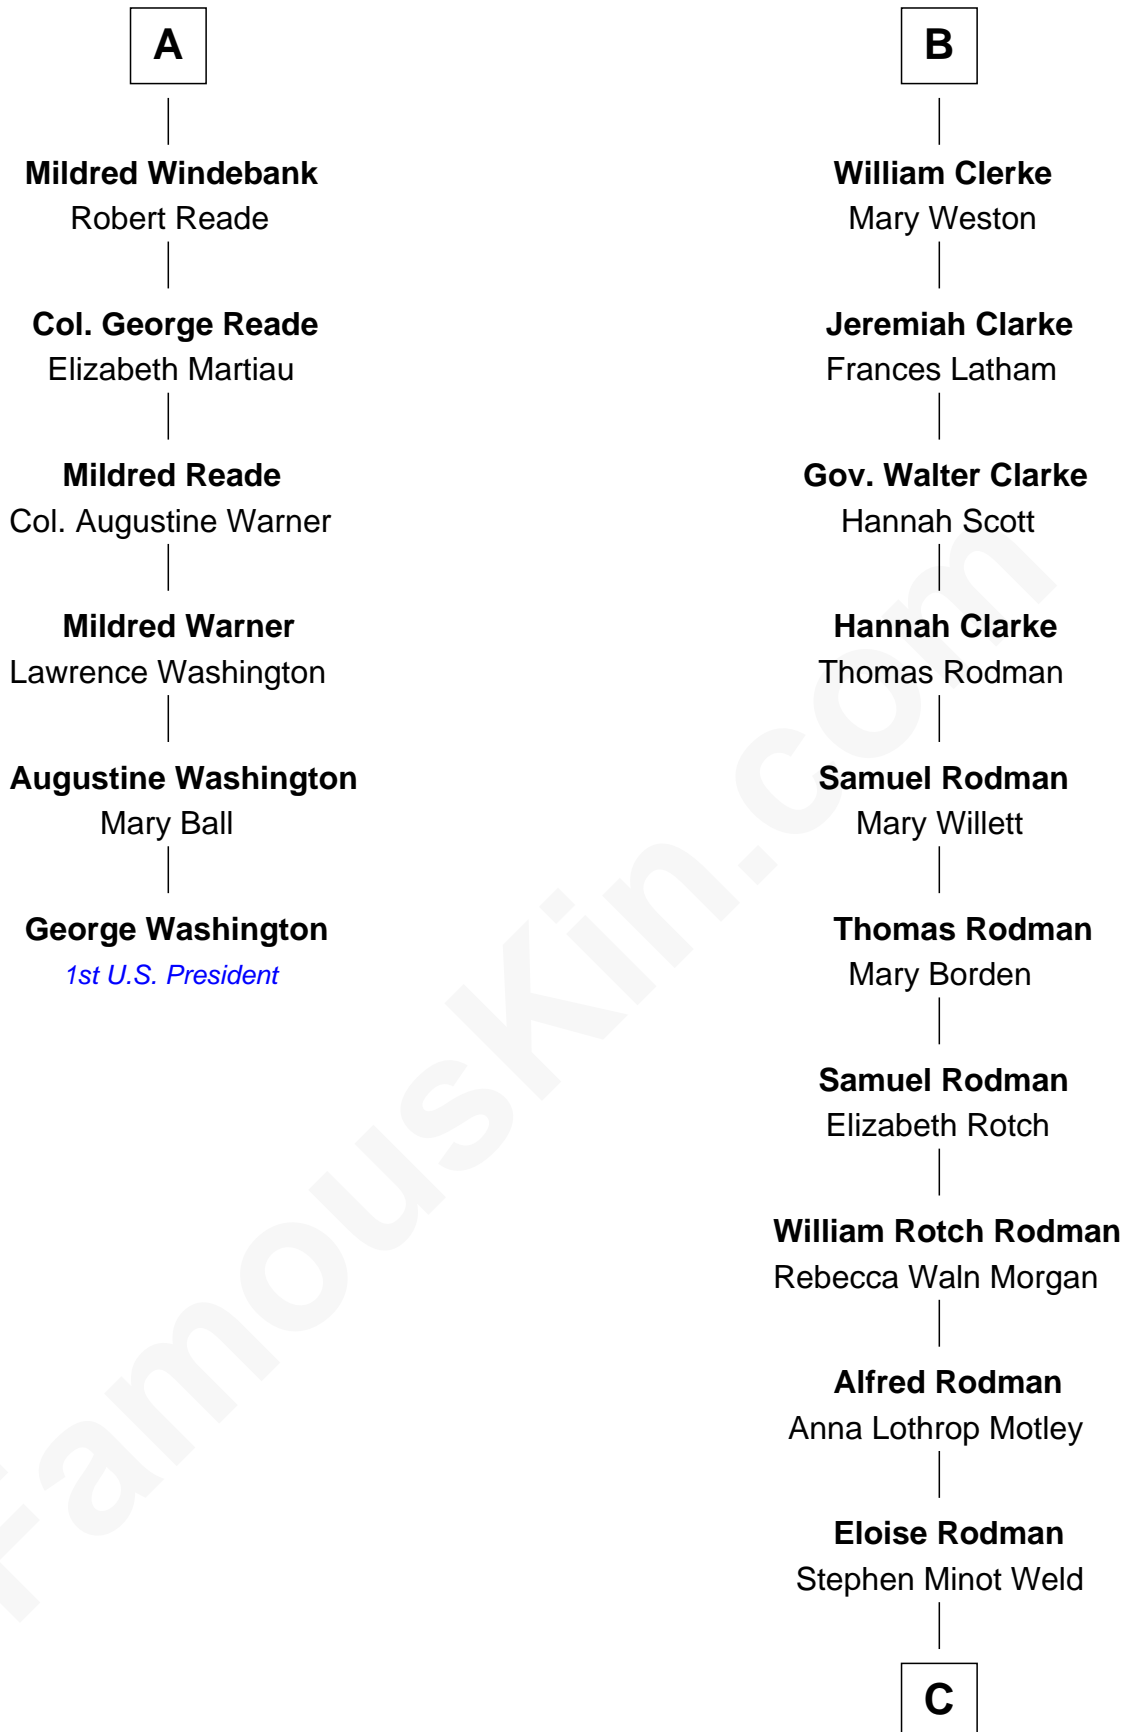 A
Mildred Windebank
Robert Reade
Col. George Reade
Elizabeth Martiau
Mildred Reade
Col. Augustine Warner
Mildred Warner
Lawrence Washington
Augustine Washington
Mary Ball
George Washington
1st U.S. President
B
William Clerke
Mary Weston
Jeremiah Clarke
Frances Latham
Gov. Walter Clarke
Hannah Scott
Hannah Clarke
Thomas Rodman
Samuel Rodman
Mary Willett
Thomas Rodman
Mary Borden
Samuel Rodman
Elizabeth Rotch
William Rotch Rodman
Rebecca Waln Morgan
Alfred Rodman
Anna Lothrop Motley
Eloise Rodman
Stephen Minot Weld
C
FamousKin.com